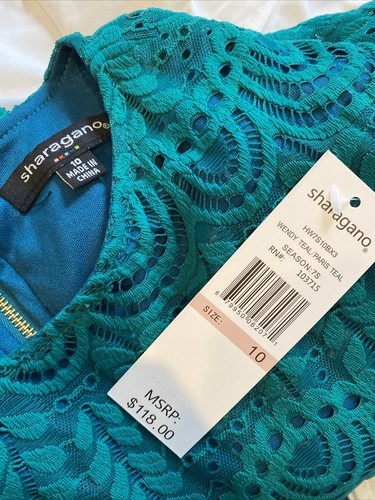 sharagano®
10
MADE IN
CHINA
sharagano®
HW7S10BX3
WENDY TEAL/PARIS TEAL
SEASON:7S
RN#: 103715
SIZE: 10
MSRP:
$118.00